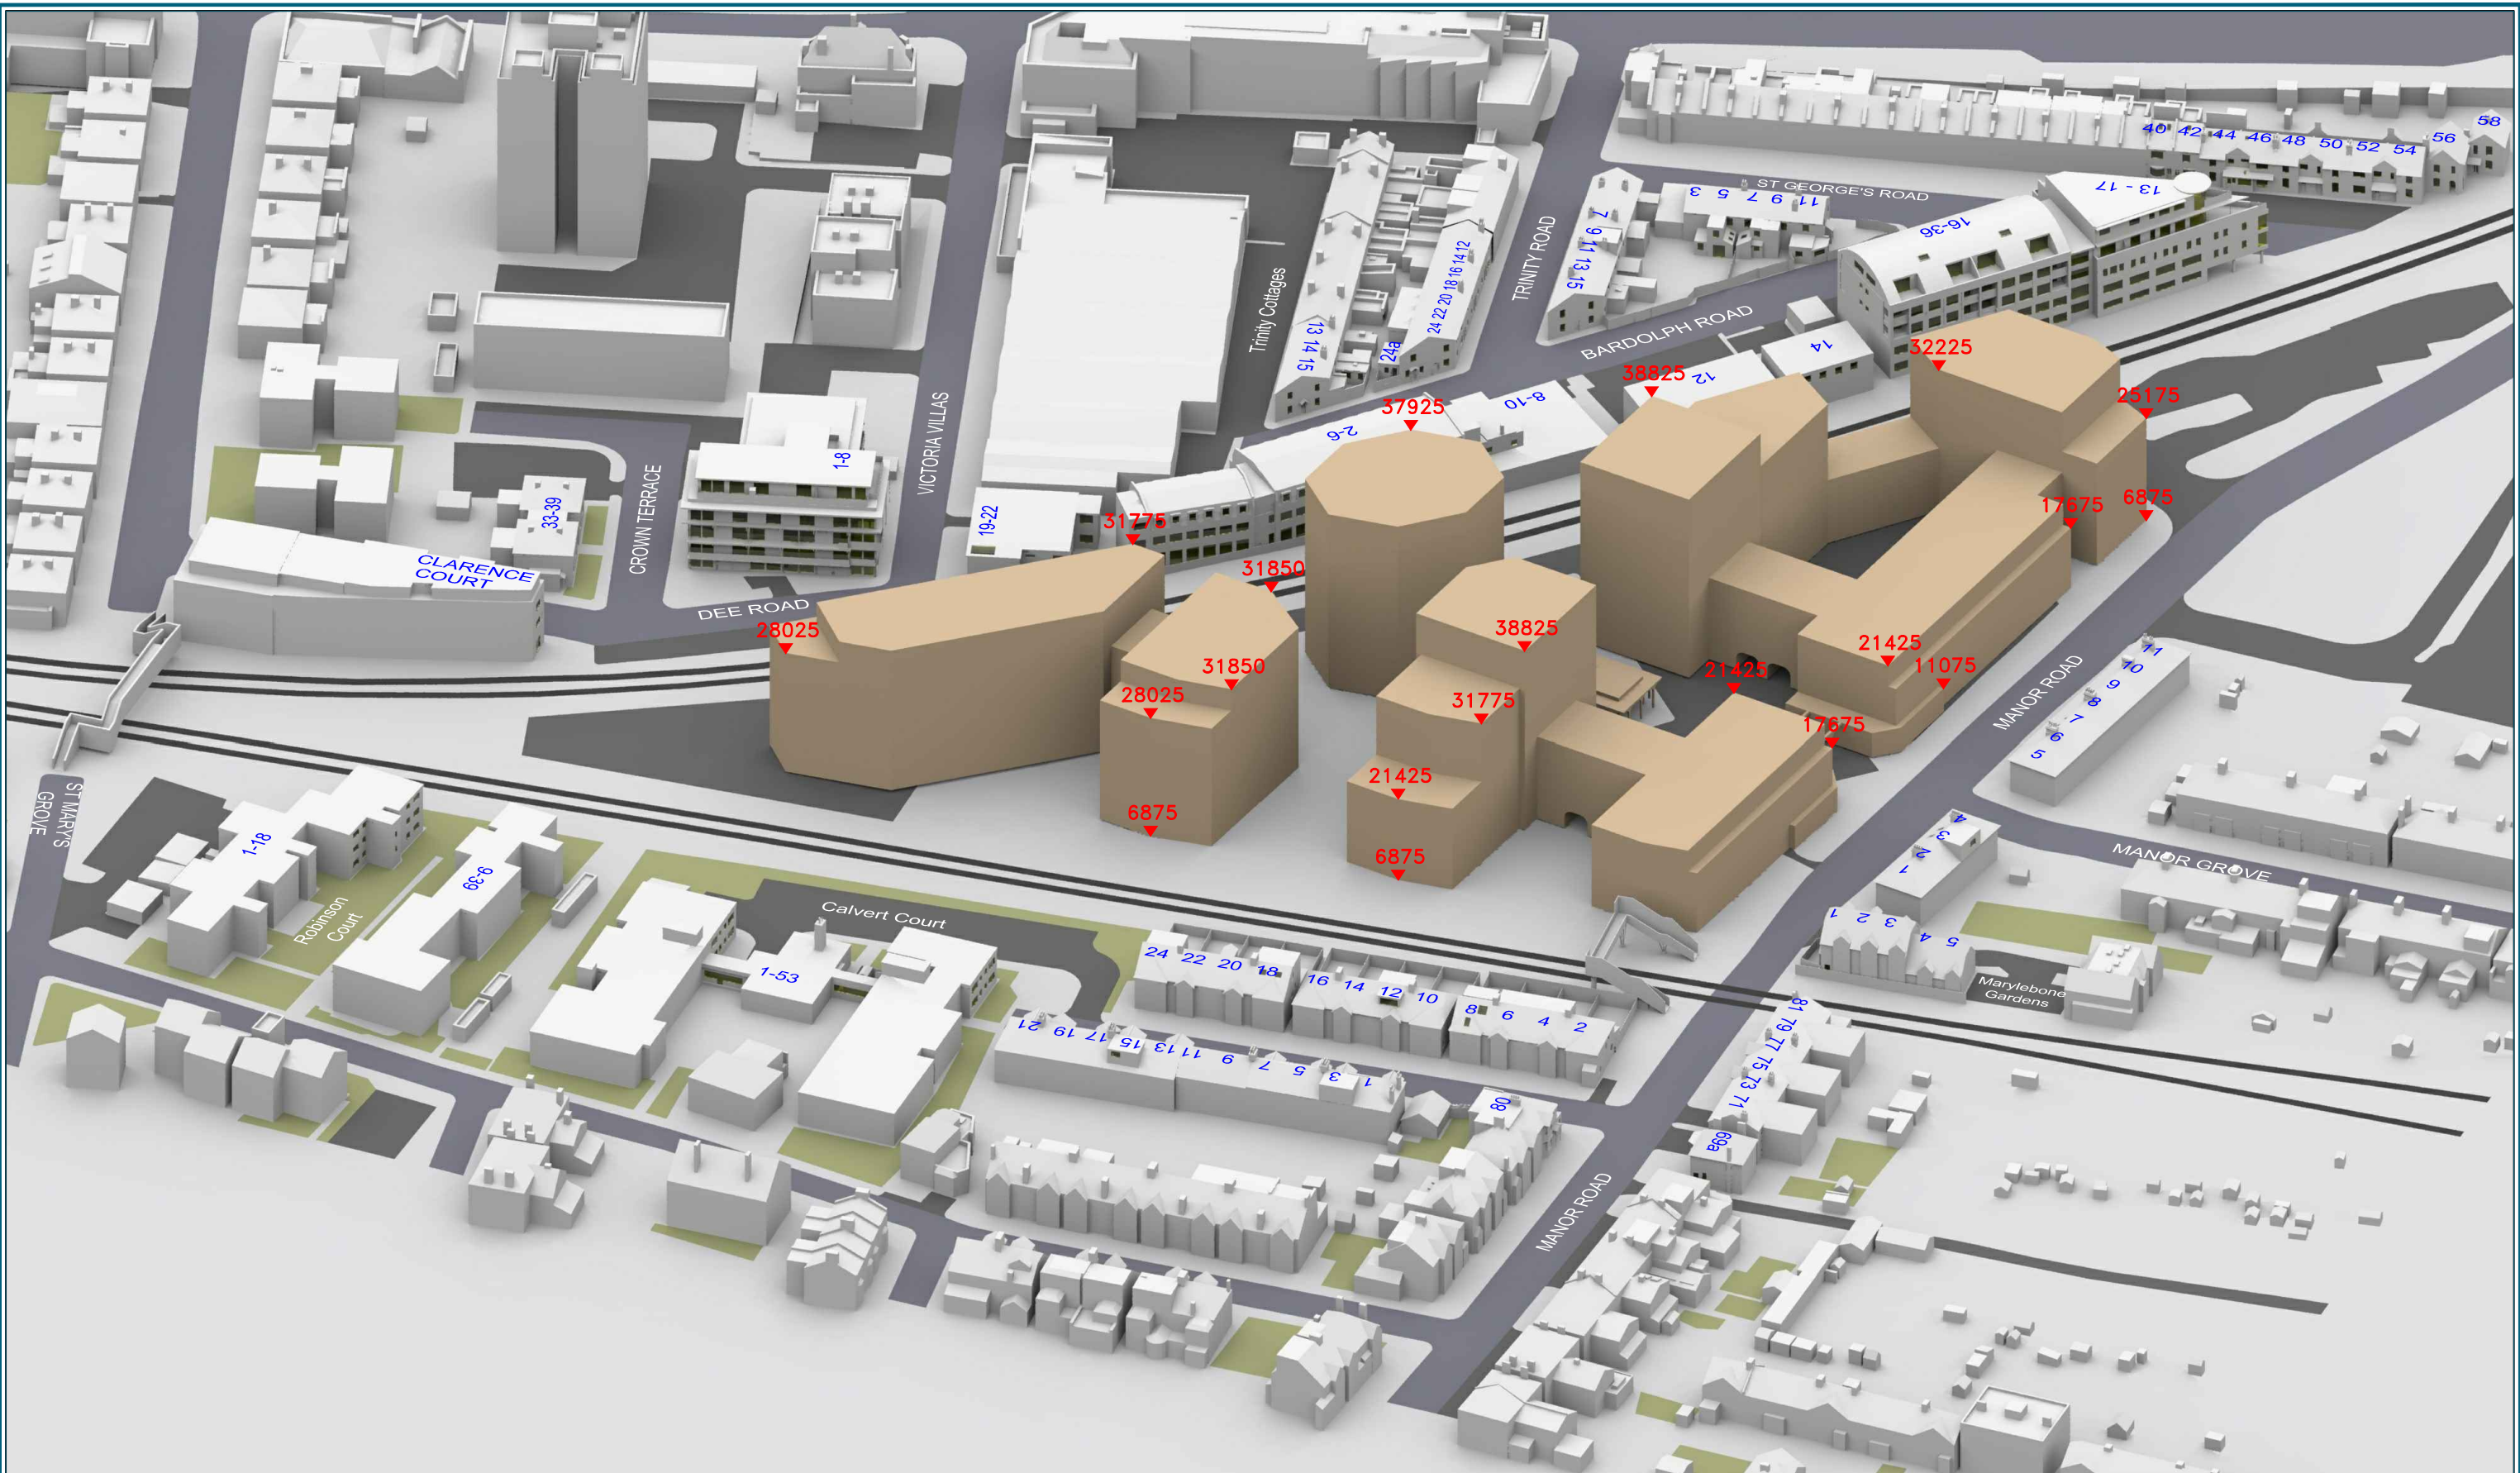 40 42 44 46 48 50 52 54 56 58
ST GEORGE'S ROAD
3 5 7 9 11
13 - 17
16-36
7 9 11 13 15
TRINITY ROAD
BARDOLPH ROAD
Trinity Cottages
24 22 20 18 16 14 12
24a
13 14 15
14
12
8-10
2-6
32225
38825
25175
37925
1-8
VICTORIA VILLAS
CROWN TERRACE
33-39
19-22
CLARENCE
COURT
DEE ROAD
31775
17675
6875
31850
28025
38825
21425
21425
11075
31850
28025
31775
17675
21425
6875
6875
MANOR ROAD
5 6 7 8 9 10 11
1 2 3 4
MANOR GROVE
1 2 3 4 5
Marylebone
Gardens
ST MARY'S
GROVE
1-18
9-39
Robinson
Court
Calvert Court
1-53
24 22 20 18 16 14 12 10 8 6 4 2
21 19 17 15 13 11 9 7 5 3 1
80
81 79 77 75 73 71
69a
MANOR ROAD